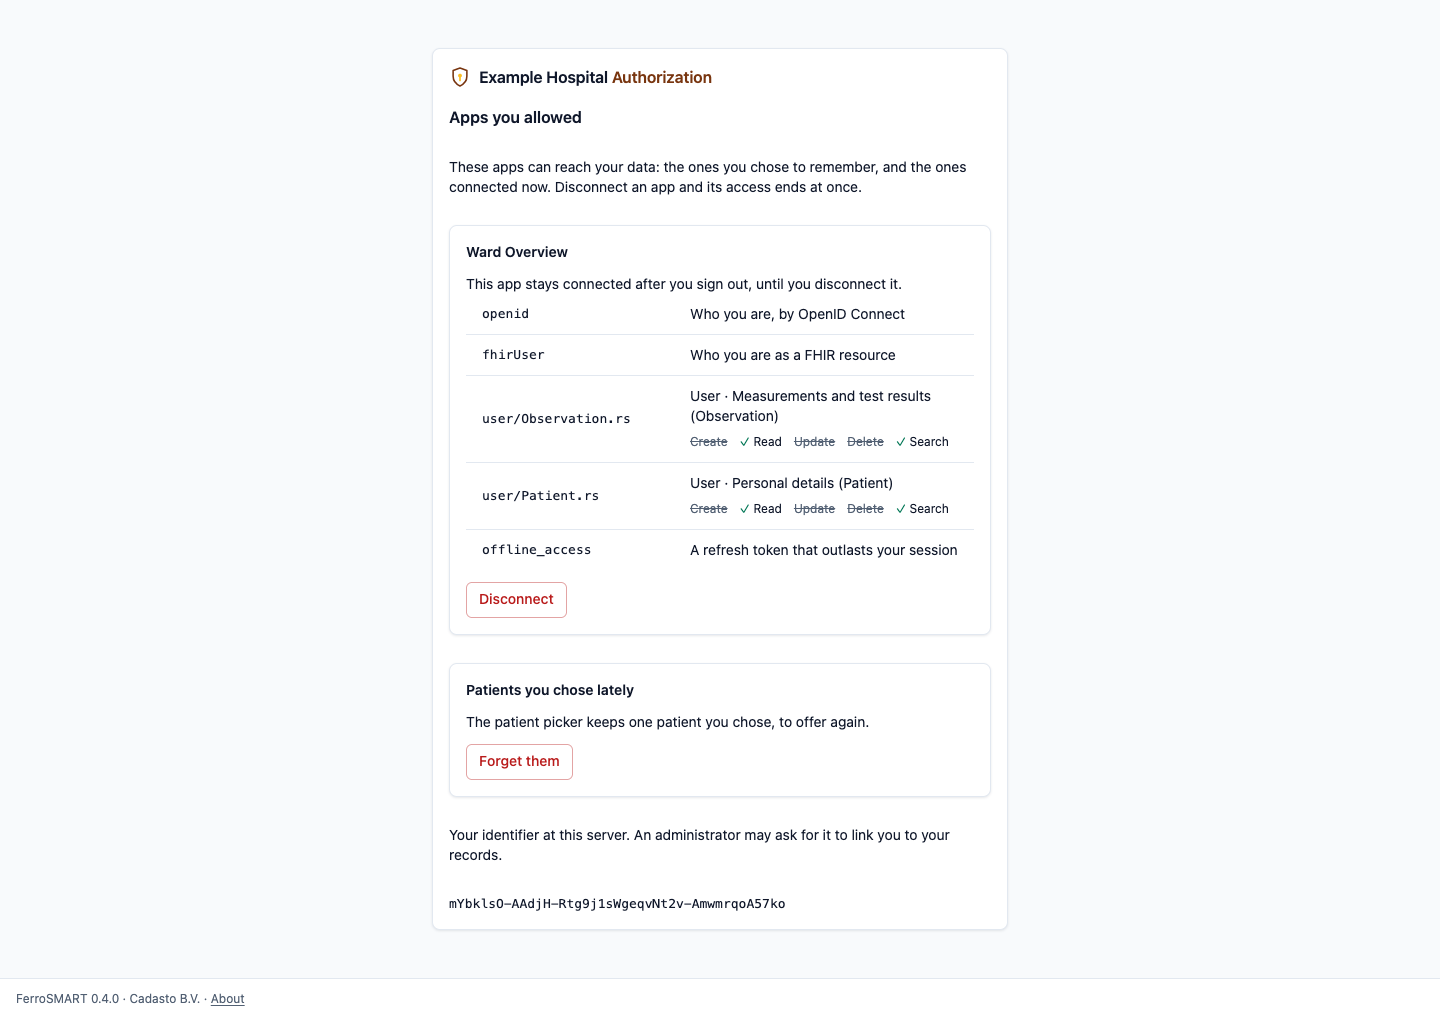 Example Hospital Authorization
Apps you allowed
These apps can reach your data: the ones you chose to remember, and the ones
connected now. Disconnect an app and its access ends at once.
Ward Overview
This app stays connected after you sign out, until you disconnect it.
openid Who you are, by OpenID Connect
fhirUser Who you are as a FHIR resource
user/Observation.rs User · Measurements and test results
(Observation)
Create ✓ Read Update Delete ✓ Search
user/Patient.rs User · Personal details (Patient)
Create ✓ Read Update Delete ✓ Search
offline_access A refresh token that outlasts your session
Disconnect
Patients you chose lately
The patient picker keeps one patient you chose, to offer again.
Forget them
Your identifier at this server. An administrator may ask for it to link you to your
records.
mYbklsO-AAdjH-Rtg9j1sWgeqvNt2v-AmwmrqoA57ko
FerroSMART 0.4.0 · Cadasto B.V. · About